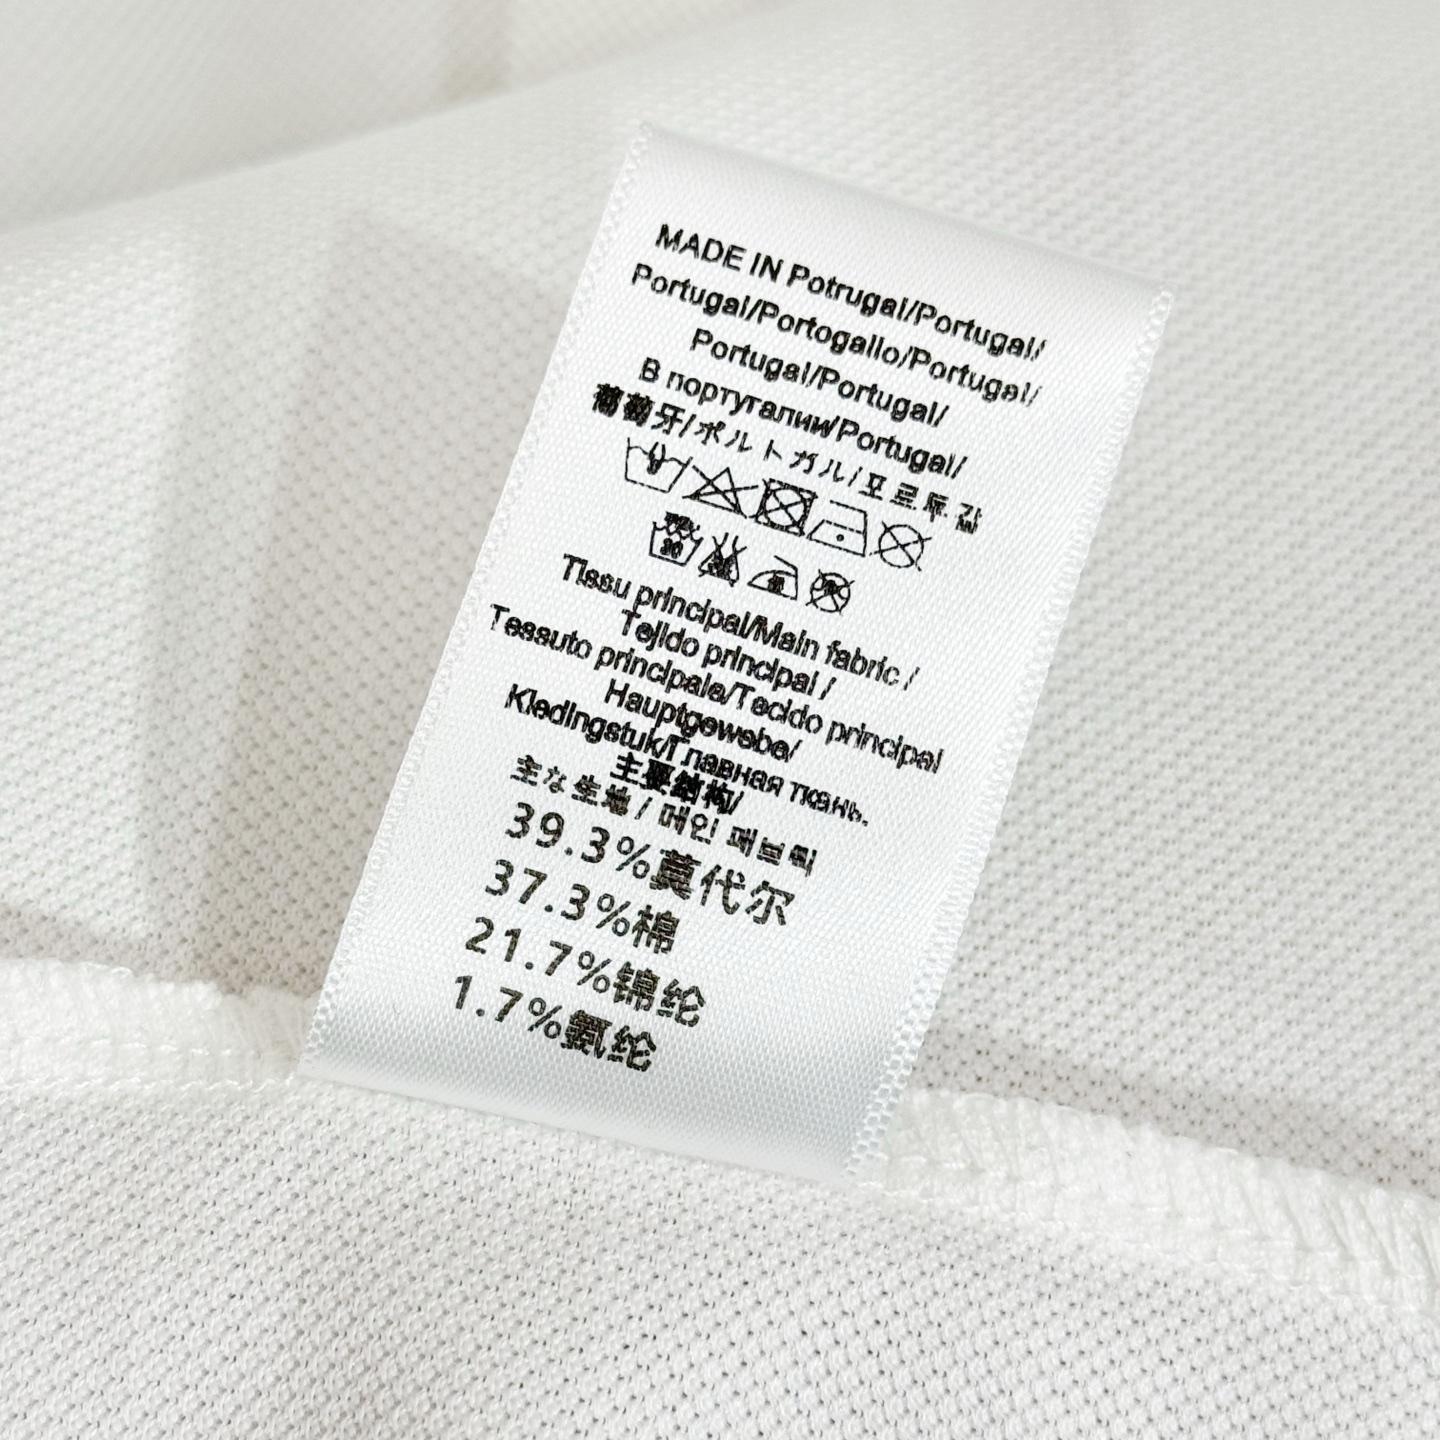 MADE IN Potrugal/Portugal/
Portugal/Portogallo/Portugal/
Portugal/Portugal/
В португалии/Portugal/
葡萄牙/ポルトガル/포르투갈
30
Tissu principal/Main fabric /
Tejido principal /
Tessuto principale/Tecido principal
Hauptgewebe/
Kledingstuk/Главная ткань.
主要结构/
主な生地 / 메인 패브릭
39.3%莫代尔
37.3%棉
21.7%锦纶
1.7%氨纶